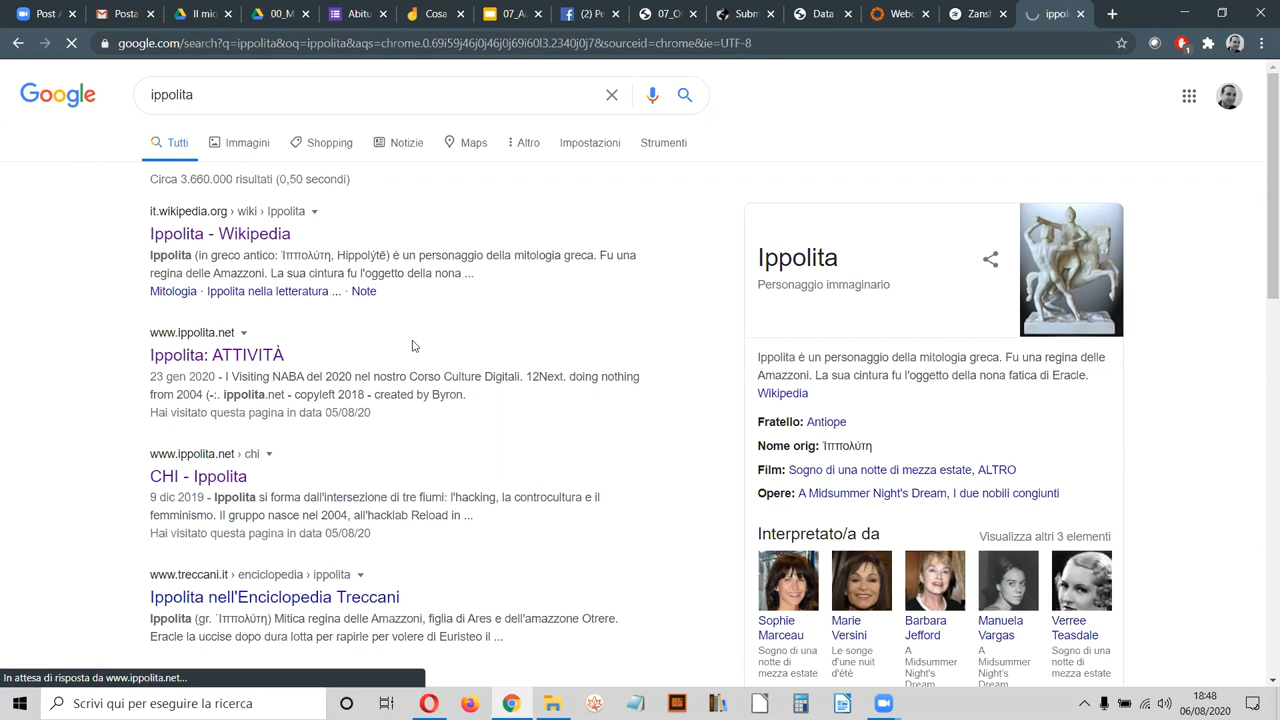 Zoom
Posta
Il mio
00_M
Abitu
Cosa
07_A
(2) Pe
07_C
Subm
Data
Webc
Zansk
ippoli
google.com/search?q=ippolita&oq=ippolita&aqs=chrome.0.69i59j46j0j46j0j69i60l3.2340j0j7&sourceid=chrome&ie=UTF-8
1
Google
ippolita
Tutti Immagini Shopping Notizie Maps Altro Impostazioni Strumenti
Circa 3.660.000 risultati (0,50 secondi)
it.wikipedia.org › wiki › Ippolita
Ippolita - Wikipedia
Ippolita (in greco antico: Ἱππολύτη, Hippolýtē) è un personaggio della mitologia greca. Fu una
regina delle Amazzoni. La sua cintura fu l'oggetto della nona ...
Mitologia · Ippolita nella letteratura ... · Note
www.ippolita.net
Ippolita: ATTIVITÀ
23 gen 2020 - I Visiting NABA del 2020 nel nostro Corso Culture Digitali. 12Next. doing nothing
from 2004 (-:. ippolita.net - copyleft 2018 - created by Byron.
Hai visitato questa pagina in data 05/08/20
www.ippolita.net › chi
CHI - Ippolita
9 dic 2019 - Ippolita si forma dall'intersezione di tre fiumi: l'hacking, la controcultura e il
femminismo. Il gruppo nasce nel 2004, all'hacklab Reload in ...
Hai visitato questa pagina in data 05/08/20
www.treccani.it › enciclopedia › ippolita
Ippolita nell'Enciclopedia Treccani
Ippolita (gr. ῾Ιππολύτη) Mitica regina delle Amazzoni, figlia di Ares e dell'amazzone Otrere.
Eracle la uccise dopo dura lotta per rapirle per volere di Euristeo il ...
Ippolita
Personaggio immaginario
Ippolita è un personaggio della mitologia greca. Fu una regina delle
Amazzoni. La sua cintura fu l'oggetto della nona fatica di Eracle.
Wikipedia
Fratello: Antiope
Nome orig: Ἱππολύτη
Film: Sogno di una notte di mezza estate, ALTRO
Opere: A Midsummer Night's Dream, I due nobili congiunti
Interpretato/a da
Visualizza altri 3 elementi
Sophie
Marceau
Sogno di una
notte di
mezza estate
Marie
Versini
Le songe
d'une nuit
d'été
Barbara
Jefford
A
Midsummer
Night's
Dream
Manuela
Vargas
A
Midsummer
Night's
Dream
Verree
Teasdale
Sogno di una
notte di
mezza estate
In attesa di risposta da www.ippolita.net...
Scrivi qui per eseguire la ricerca
18:48
06/08/2020